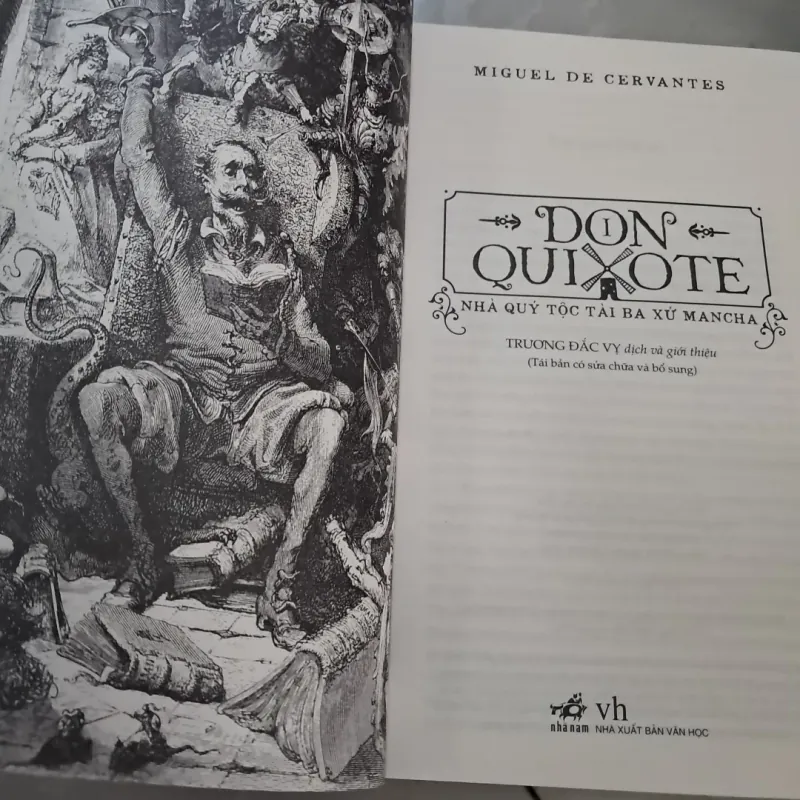 MIGUEL DE CERVANTES
I
DON
QUIXOTE
NHÀ QUÝ TỘC TÀI BA XỨ MANCHA
TRƯƠNG ĐẮC VỴ dịch và giới thiệu
(Tái bản có sửa chữa và bổ sung)
nhã nam
vh
NHÀ XUẤT BẢN VĂN HỌC